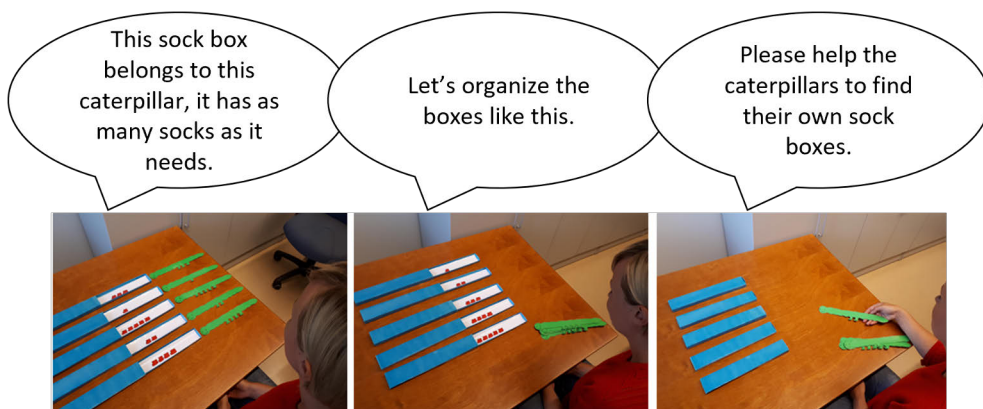 This sock box
belongs to this
caterpillar, it has as
many socks as it
needs.
Let’s organize the
boxes like this.
Please help the
caterpillars to find
their own sock
boxes.